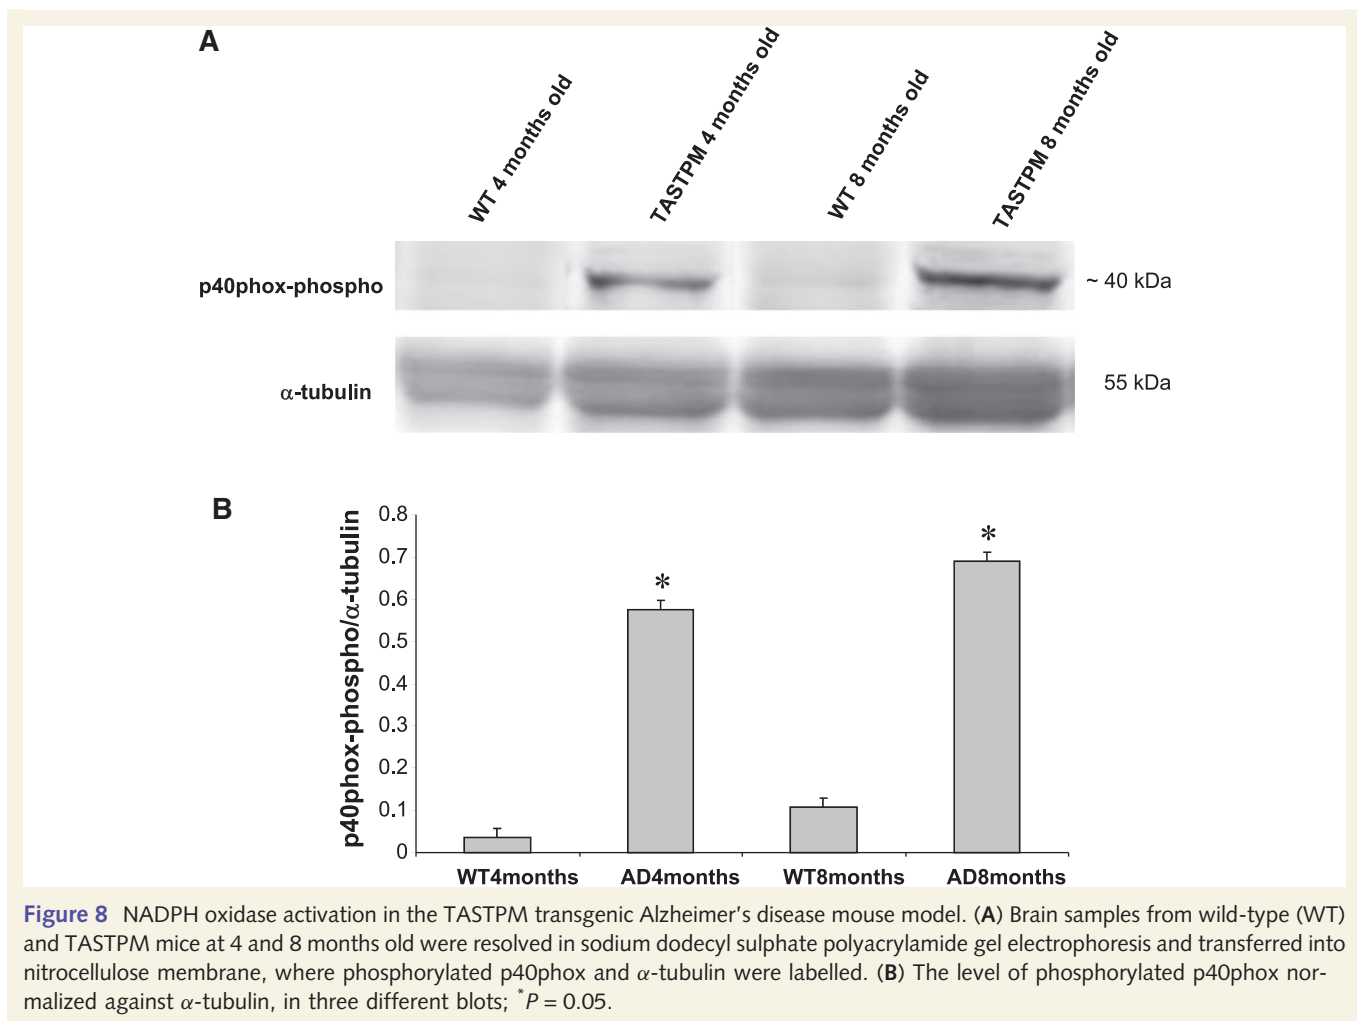 A
WT 4 months old
TASTPM 4 months old
WT 8 months old
TASTPM 8 months old
p40phox-phospho
~ 40 kDa
α-tubulin
55 kDa
B
p40phox-phospho/α-tubulin
0.8
0.7
0.6
0.5
0.4
0.3
0.2
0.1
0
*
*
WT4months
AD4months
WT8months
AD8months
Figure 8 NADPH oxidase activation in the TASTPM transgenic Alzheimer's disease mouse model. (A) Brain samples from wild-type (WT)
and TASTPM mice at 4 and 8 months old were resolved in sodium dodecyl sulphate polyacrylamide gel electrophoresis and transferred into
nitrocellulose membrane, where phosphorylated p40phox and α-tubulin were labelled. (B) The level of phosphorylated p40phox nor-
malized against α-tubulin, in three different blots; *P = 0.05.